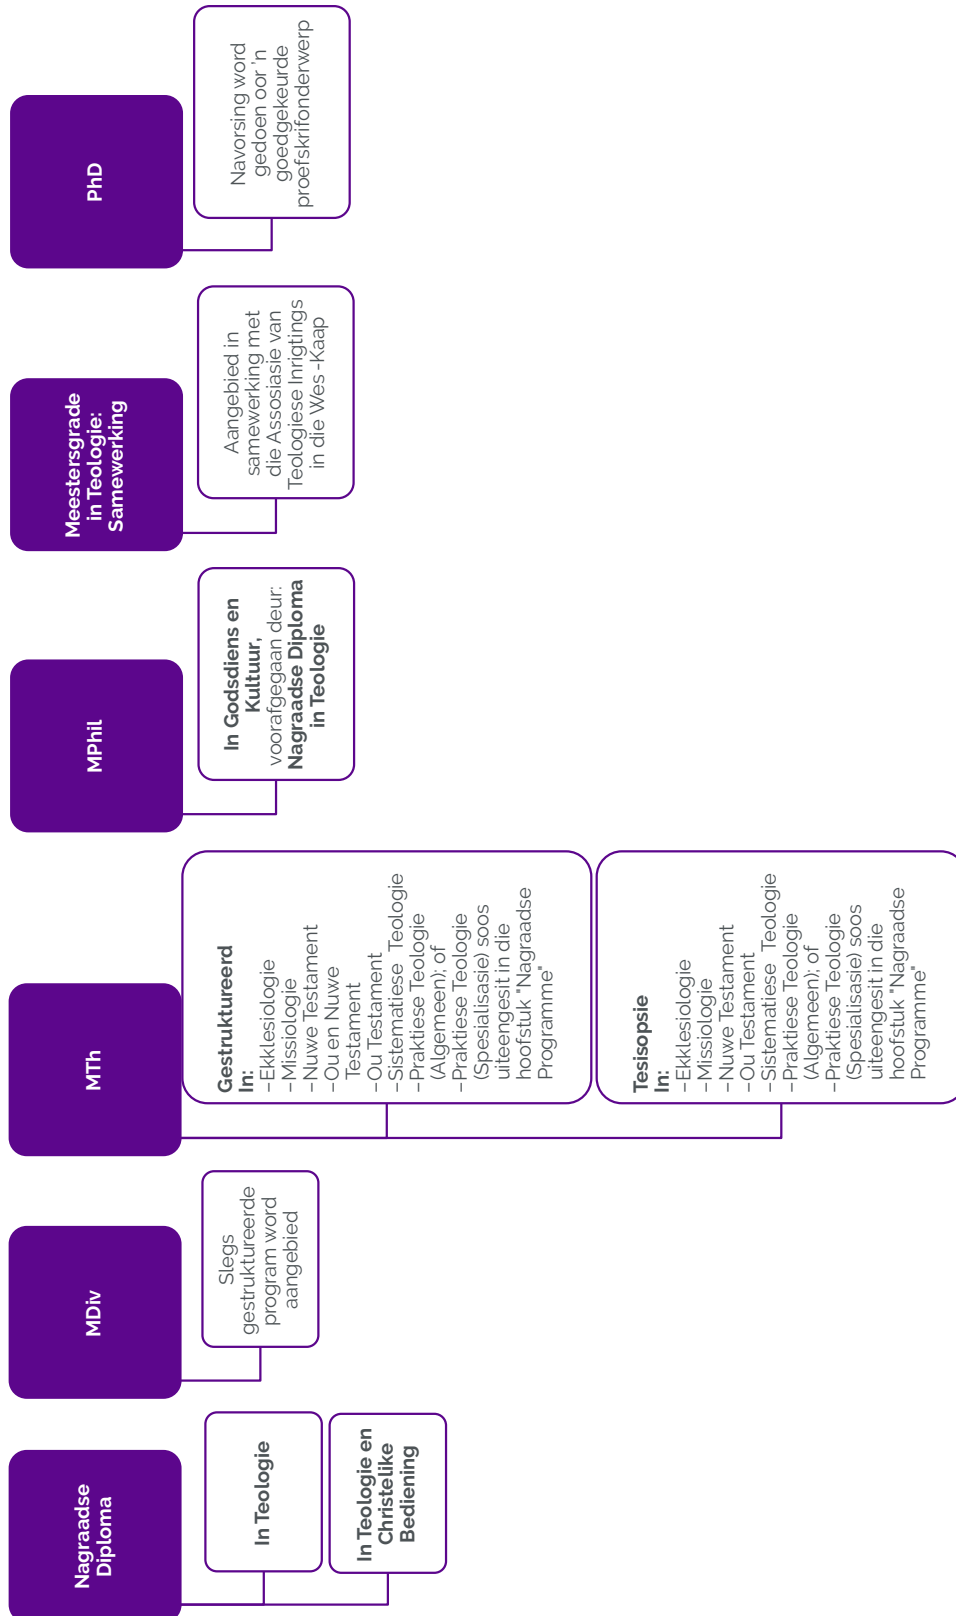 Nagraadse
Diploma
In Teologie
In Teologie en
Christelike
Bediening
MDiv
Slegs
gestruktureerde
program word
aangebied
MTh
Gestruktureerd
In:
–Ekklesiologie
–Missiologie
–Nuwe Testament
–Ou en Nuwe
Testament
–Ou Testament
–Sistematiese Teologie
–Praktiese Teologie
(Algemeen); of
–Praktiese Teologie
(Spesialisasie) soos
uiteengesit in die
hoofstuk "Nagraadse
Programme"
Tesisopsie
In:
–Ekklesiologie
–Missiologie
–Nuwe Testament
–Ou Testament
–Sistematiese Teologie
–Praktiese Teologie
(Algemeen); of
–Praktiese Teologie
(Spesialisasie) soos
uiteengesit in die
hoofstuk "Nagraadse
Programme"
MPhil
In Godsdiens en
Kultuur,
voorafgegaan deur:
Nagraadse Diploma
in Teologie
Meestersgrade
in Teologie:
Samewerking
Aangebied in
samewerking met
die Assosiasie van
Teologiese Inrigtings
in die Wes -Kaap
PhD
Navorsing word
gedoen oor 'n
goedgekeurde
proefskrifonderwerp